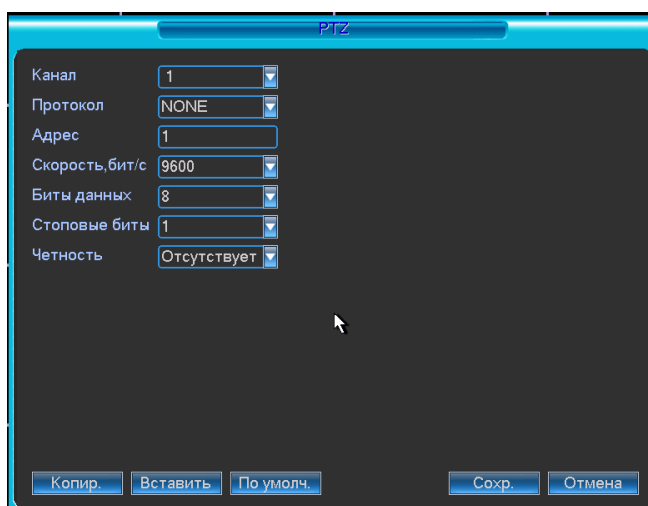 PTZ
Канал 1
Протокол NONE
Адрес 1
Скорость,бит/с 9600
Биты данных 8
Стоповые биты 1
Четность Отсутствует
Копир. Вставить По умолч. Сохр. Отмена